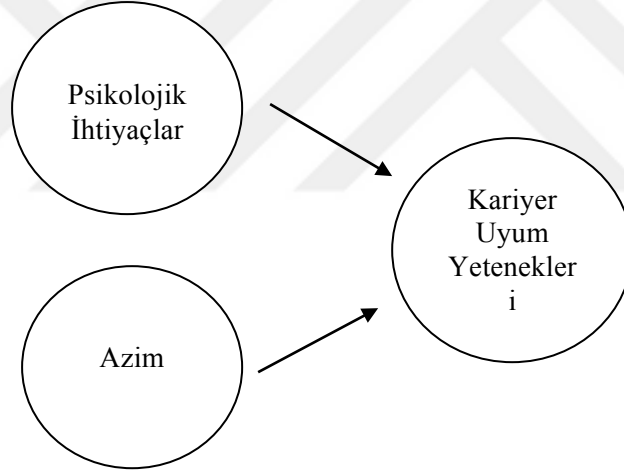 Psikolojik
İhtiyaçlar
Kariyer
Uyum
Yetenekler
i
Azim